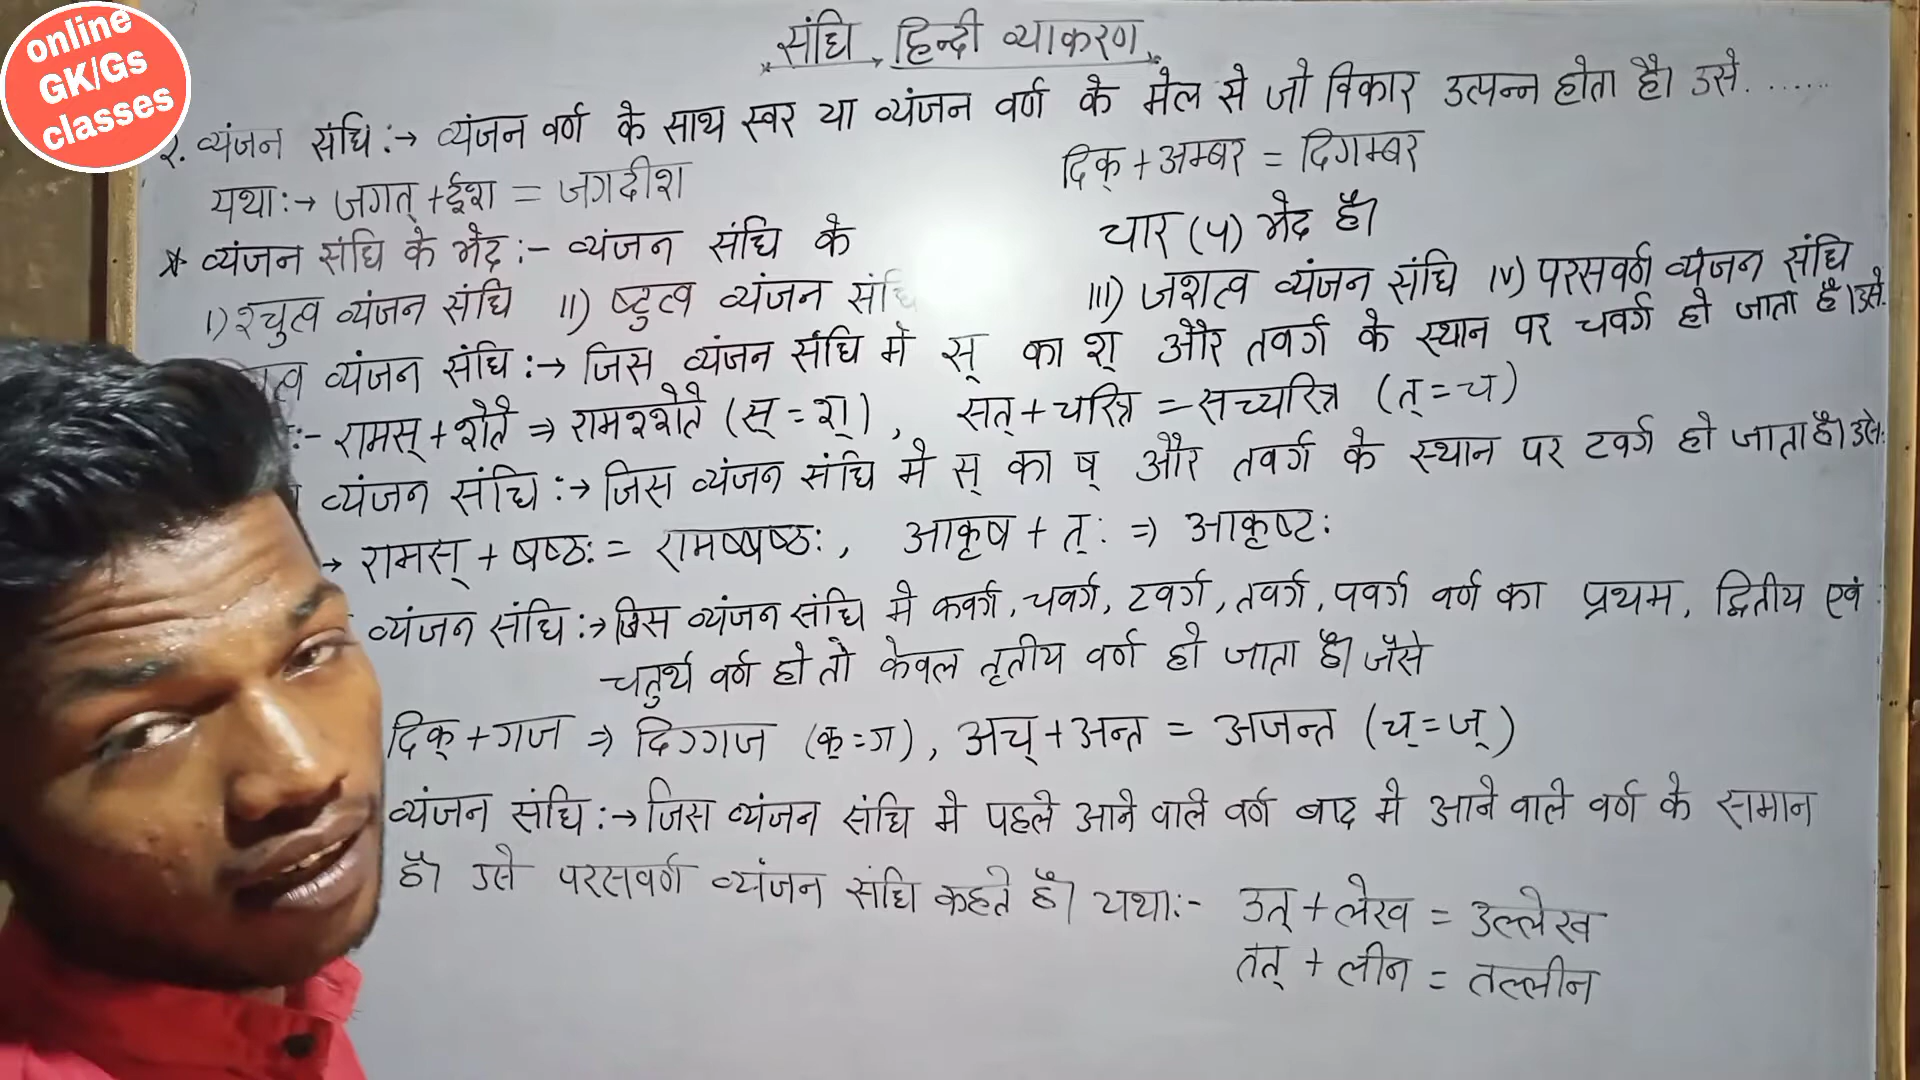 online
GK/Gs
classes
संधि, हिन्दी व्याकरण
२. व्यंजन संधि :→ व्यंजन वर्ण के साथ स्वर या व्यंजन वर्ण के मेल से जो विकार उत्पन्न होता है। उसे.......
यथा:→ जगत् + ईश = जगदीश दिक् + अम्बर = दिगम्बर
* व्यंजन संधि के भेद :- व्यंजन संधि के चार (५) भेद है।
I) श्चुत्व व्यंजन संधि II) ष्टुत्व व्यंजन संधि III) जशत्व व्यंजन संधि IV) परसवर्ण व्यंजन संधि
त्व व्यंजन संधि :→ जिस व्यंजन संधि में स् का श् और तवर्ग के स्थान पर चवर्ग हो जाता है। उसे.
:- रामस् + शेते ⇒ रामश्शेते (स् = श्), सत् + चरित्र = सच्चरित्र (त् = च)
व्यंजन संधि :→ जिस व्यंजन संधि में स् का ष् और तवर्ग के स्थान पर टवर्ग हो जाता है। उसे.
→ रामस् + षष्ठः = रामष्षष्ठः, आकृष + त्: ⇒ आकृष्टः
व्यंजन संधि :→ जिस व्यंजन संधि में कवर्ग, चवर्ग, टवर्ग, तवर्ग, पवर्ग वर्ण का प्रथम, द्वितीय एवं
चतुर्थ वर्ण हो तो केवल तृतीय वर्ण हो जाता है। जैसे
दिक् + गज ⇒ दिग्गज (क् = ग), अच् + अन्त = अजन्त (च् = ज्)
व्यंजन संधि :→ जिस व्यंजन संधि में पहले आने वाले वर्ण बाद में आने वाले वर्ण के सामान
है। उसे परसवर्ण व्यंजन संधि कहते है। यथा:- उत् + लेख = उल्लेख
तत् + लीन = तल्लीन